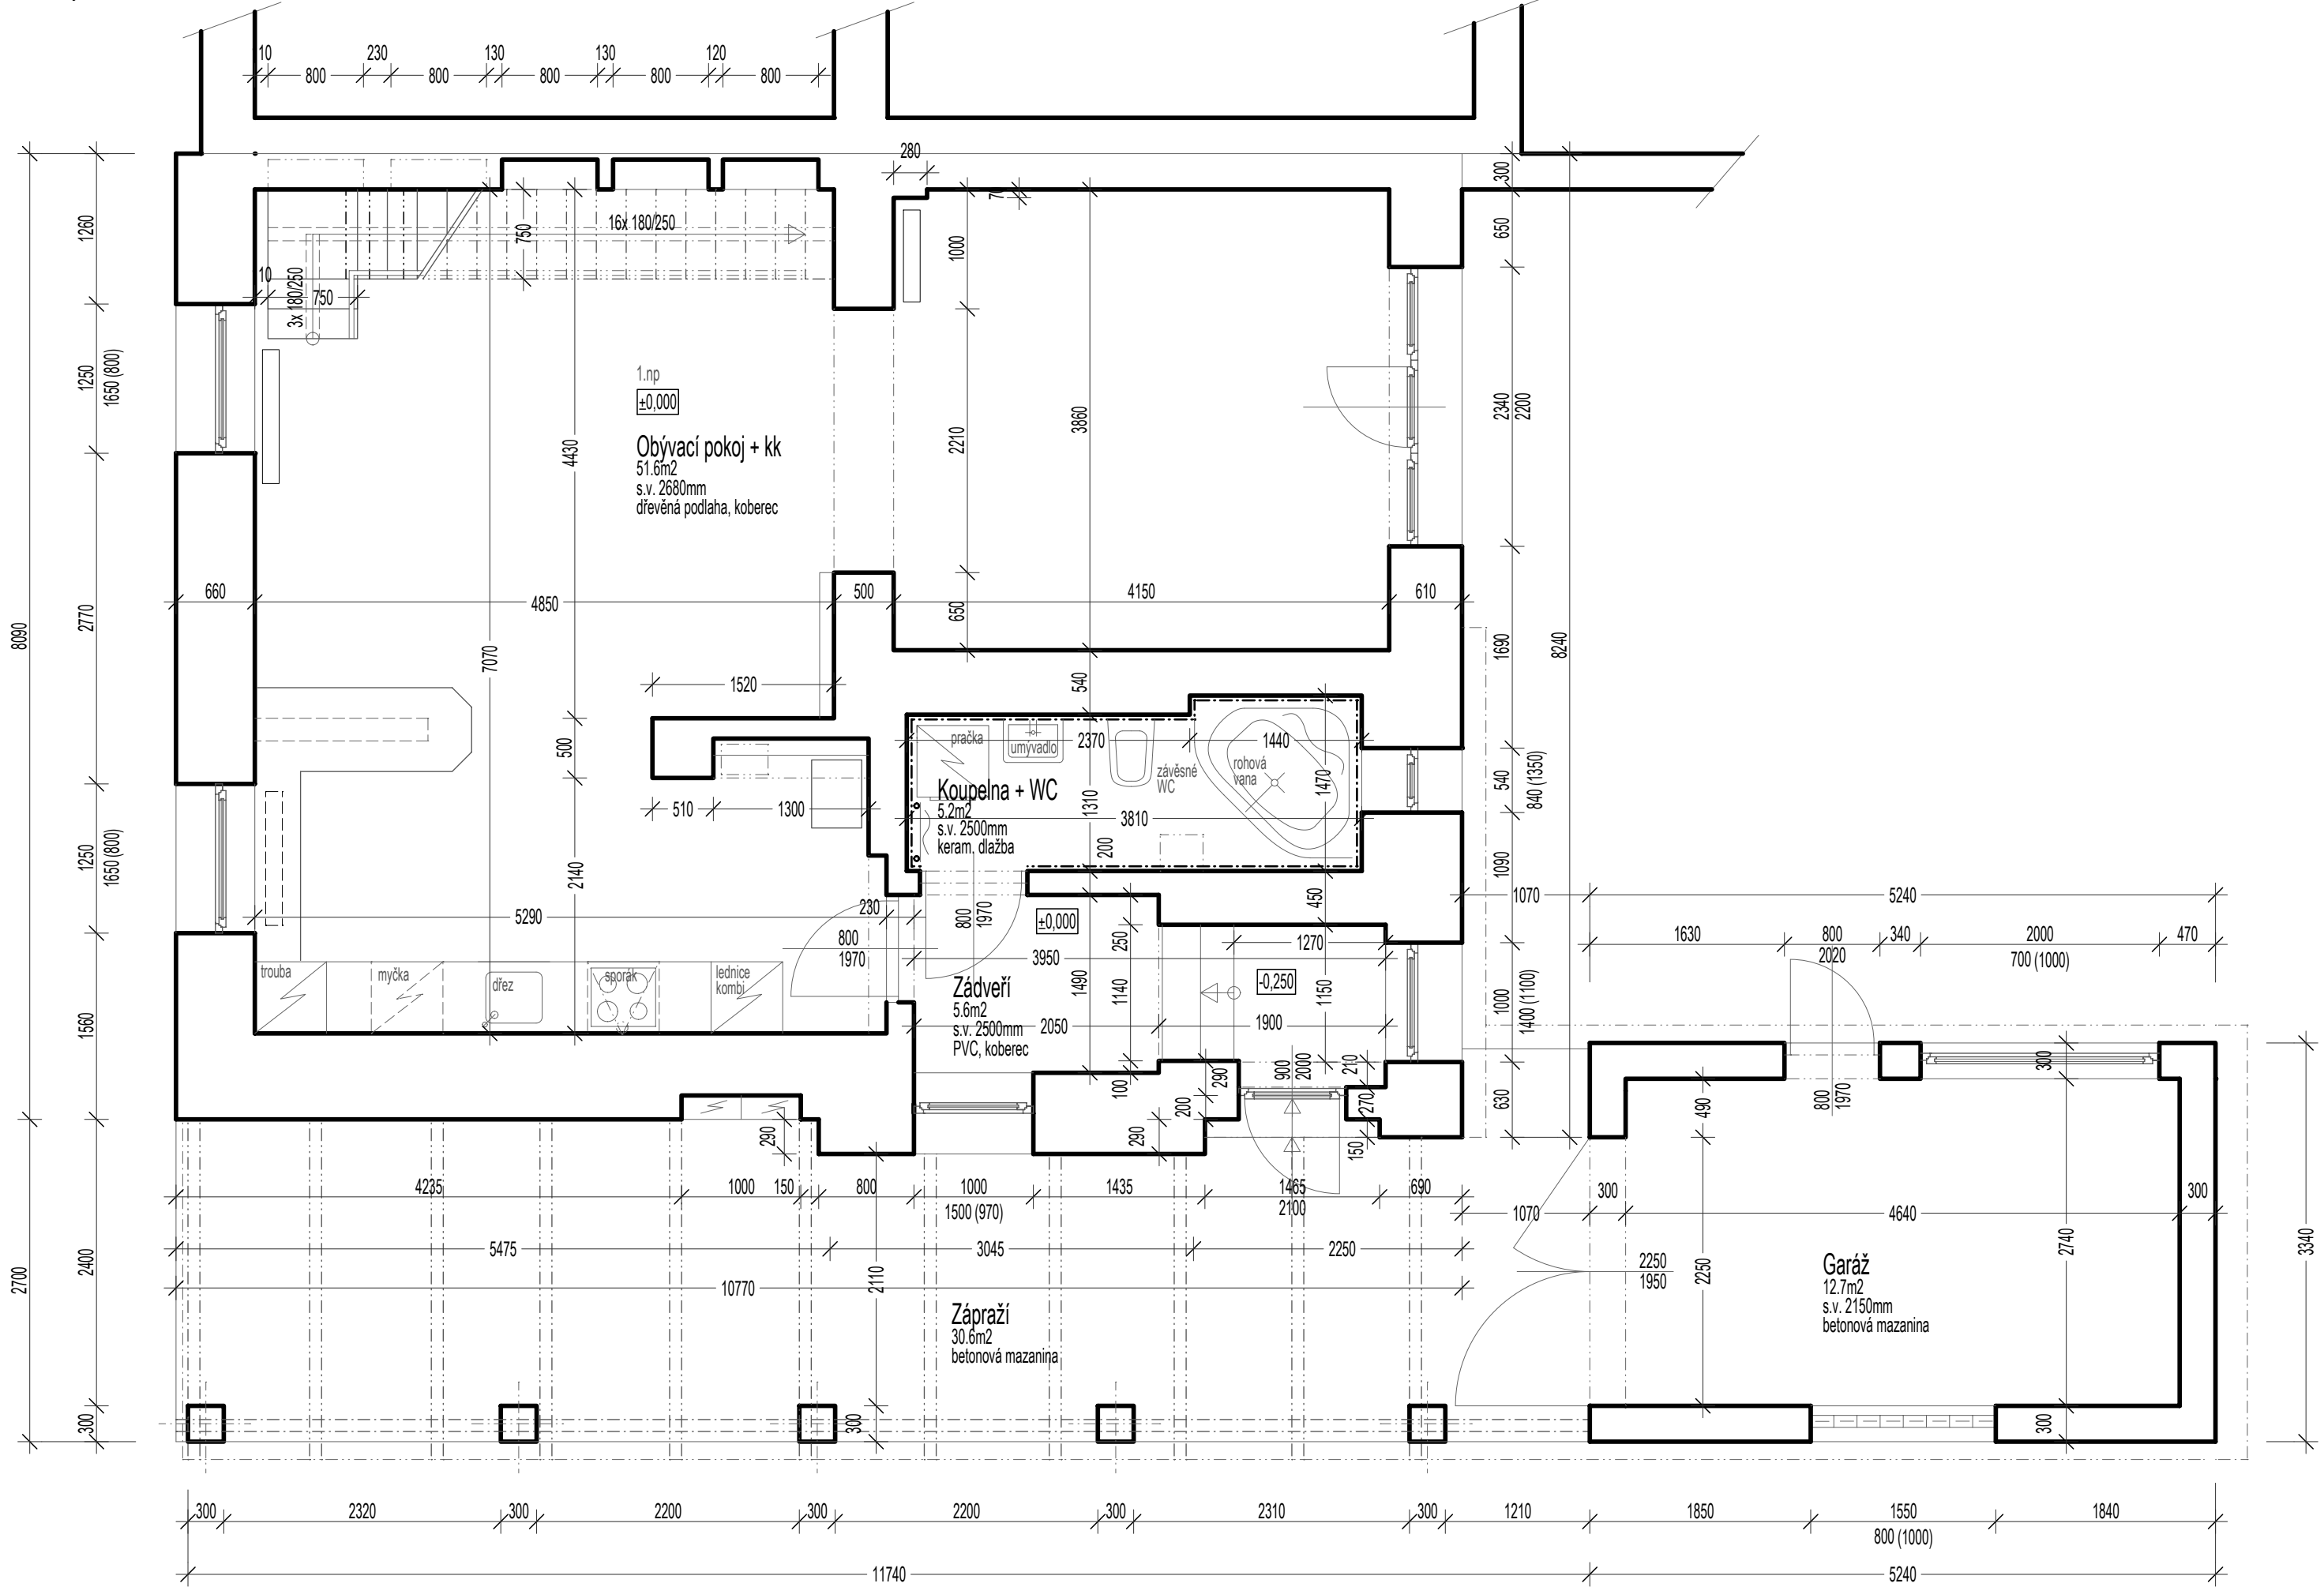 10 230 130 130 120
800 800 800 800 800
280
300
70
1260
16x 180/250
750
650
1000
10
750
3x 180/250
1250
1650 (800)
1.np
±0,000
2340
2200
4430
2210
3860
Obývací pokoj + kk
51.6m2
s.v. 2680mm
dřevěná podlaha, koberec
660 4850 500 4150 610
2770
650
8090
7070
1690
8240
1520
540
500
pračka
umývadlo
2370
1440
závěsné
WC
rohová
vana
1470
540
840 (1350)
Koupelna + WC
5.2m2
s.v. 2500mm
keram. dlažba
510 1300
1310
3810
200
1250
1650 (800)
2140
1090
450
1070 5240
5290
230
800
1970
800
1970
±0,000
250
1270
3950
1630 800 340 2000 470
2020
700 (1000)
trouba
myčka
dřez
sporák
lednice
kombi
Zádveří
5.6m2
s.v. 2500mm
PVC, koberec
1490
1140
-0,250
1150
1000
1400 (1100)
2050 1900
1560
100
290
900
2000
210
630
300
490
800
1970
200
270
290
290
150
4235 1000 150 800 1000 1435 1465 690
1500 (970)
2100
300
300
1070 4640
5475 3045 2250
10770
2110
2400
2700
2250
1950
2250
2740
3340
Garáž
12.7m2
s.v. 2150mm
betonová mazanina
Zápraží
30.6m2
betonová mazanina
300
300
300
300 2320 300 2200 300 2200 300 2310 300 1210 1850 1550 1840
800 (1000)
11740 5240